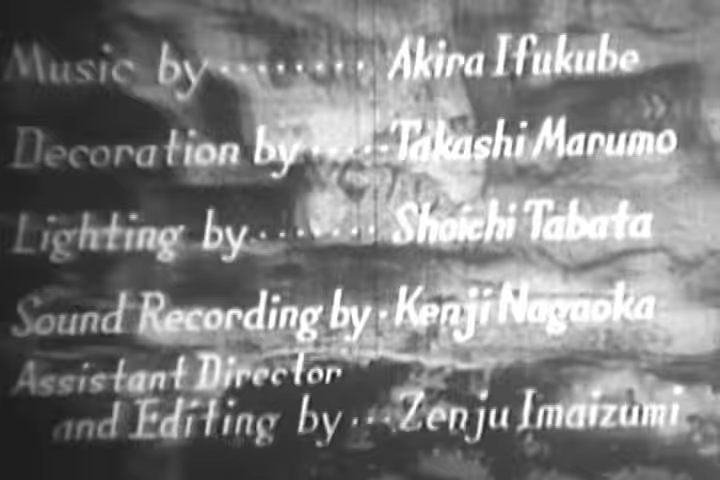 Music by ........ Akira Ifukube
Decoration by ..... Takashi Marumo
Lighting by ........ Shoichi Tabata
Sound Recording by . Kenji Nagaoka
Assistant Director
and Editing by ... Zenju Imaizumi